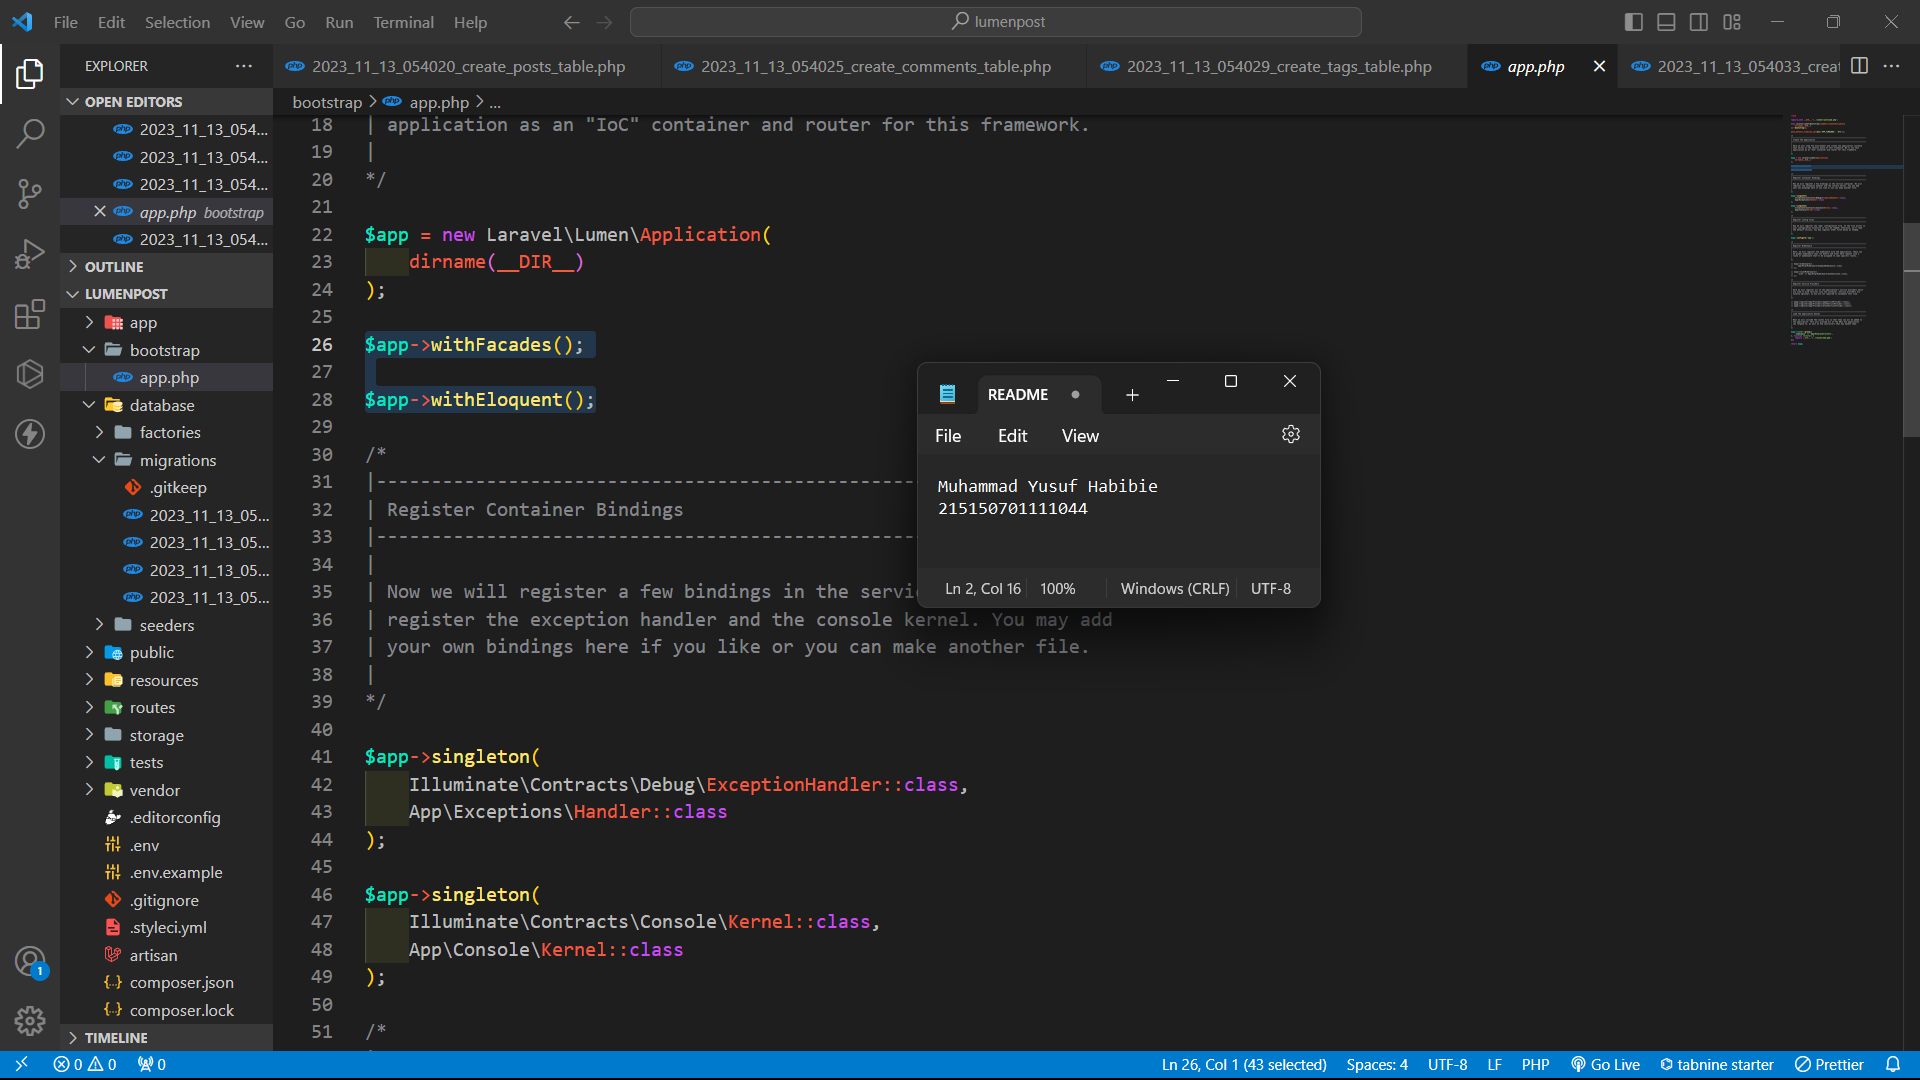 File Edit Selection View Go Run Terminal Help
lumenpost
EXPLORER
OPEN EDITORS
2023_11_13_054...
2023_11_13_054...
2023_11_13_054...
app.php bootstrap
2023_11_13_054...
OUTLINE
LUMENPOST
app
bootstrap
app.php
database
factories
migrations
.gitkeep
2023_11_13_05...
2023_11_13_05...
2023_11_13_05...
2023_11_13_05...
seeders
public
resources
routes
storage
tests
vendor
.editorconfig
.env
.env.example
.gitignore
.styleci.yml
artisan
composer.json
composer.lock
TIMELINE
2023_11_13_054020_create_posts_table.php
2023_11_13_054025_create_comments_table.php
2023_11_13_054029_create_tags_table.php
app.php
2023_11_13_054033_creat
bootstrap > app.php > ...
18 | application as an "IoC" container and router for this framework.
19 |
20 */
21
22 $app = new Laravel\Lumen\Application(
23 dirname(__DIR__)
24 );
25
26 $app->withFacades();
27
28 $app->withEloquent();
29
30 /*
31 |--------------------------------------------------
32 | Register Container Bindings
33 |--------------------------------------------------
34 |
35 | Now we will register a few bindings in the servi
36 | register the exception handler and the console kernel. You may add
37 | your own bindings here if you like or you can make another file.
38 |
39 */
40
41 $app->singleton(
42 Illuminate\Contracts\Debug\ExceptionHandler::class,
43 App\Exceptions\Handler::class
44 );
45
46 $app->singleton(
47 Illuminate\Contracts\Console\Kernel::class,
48 App\Console\Kernel::class
49 );
50
51 /*
README
File Edit View
Muhammad Yusuf Habibie
215150701111044
Ln 2, Col 16 100% Windows (CRLF) UTF-8
1
0 0 0 Ln 26, Col 1 (43 selected) Spaces: 4 UTF-8 LF PHP Go Live tabnine starter Prettier